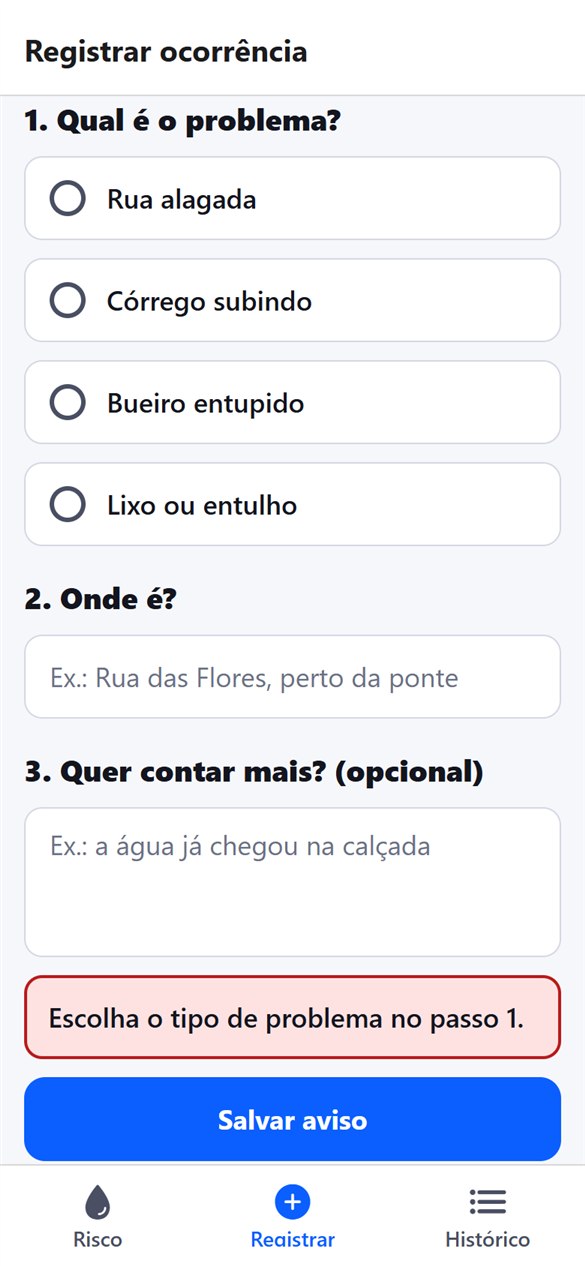 Registrar ocorrência
1. Qual é o problema?
Rua alagada
Córrego subindo
Bueiro entupido
Lixo ou entulho
2. Onde é?
Ex.: Rua das Flores, perto da ponte
3. Quer contar mais? (opcional)
Ex.: a água já chegou na calçada
Escolha o tipo de problema no passo 1.
Salvar aviso
Risco
Registrar
Histórico